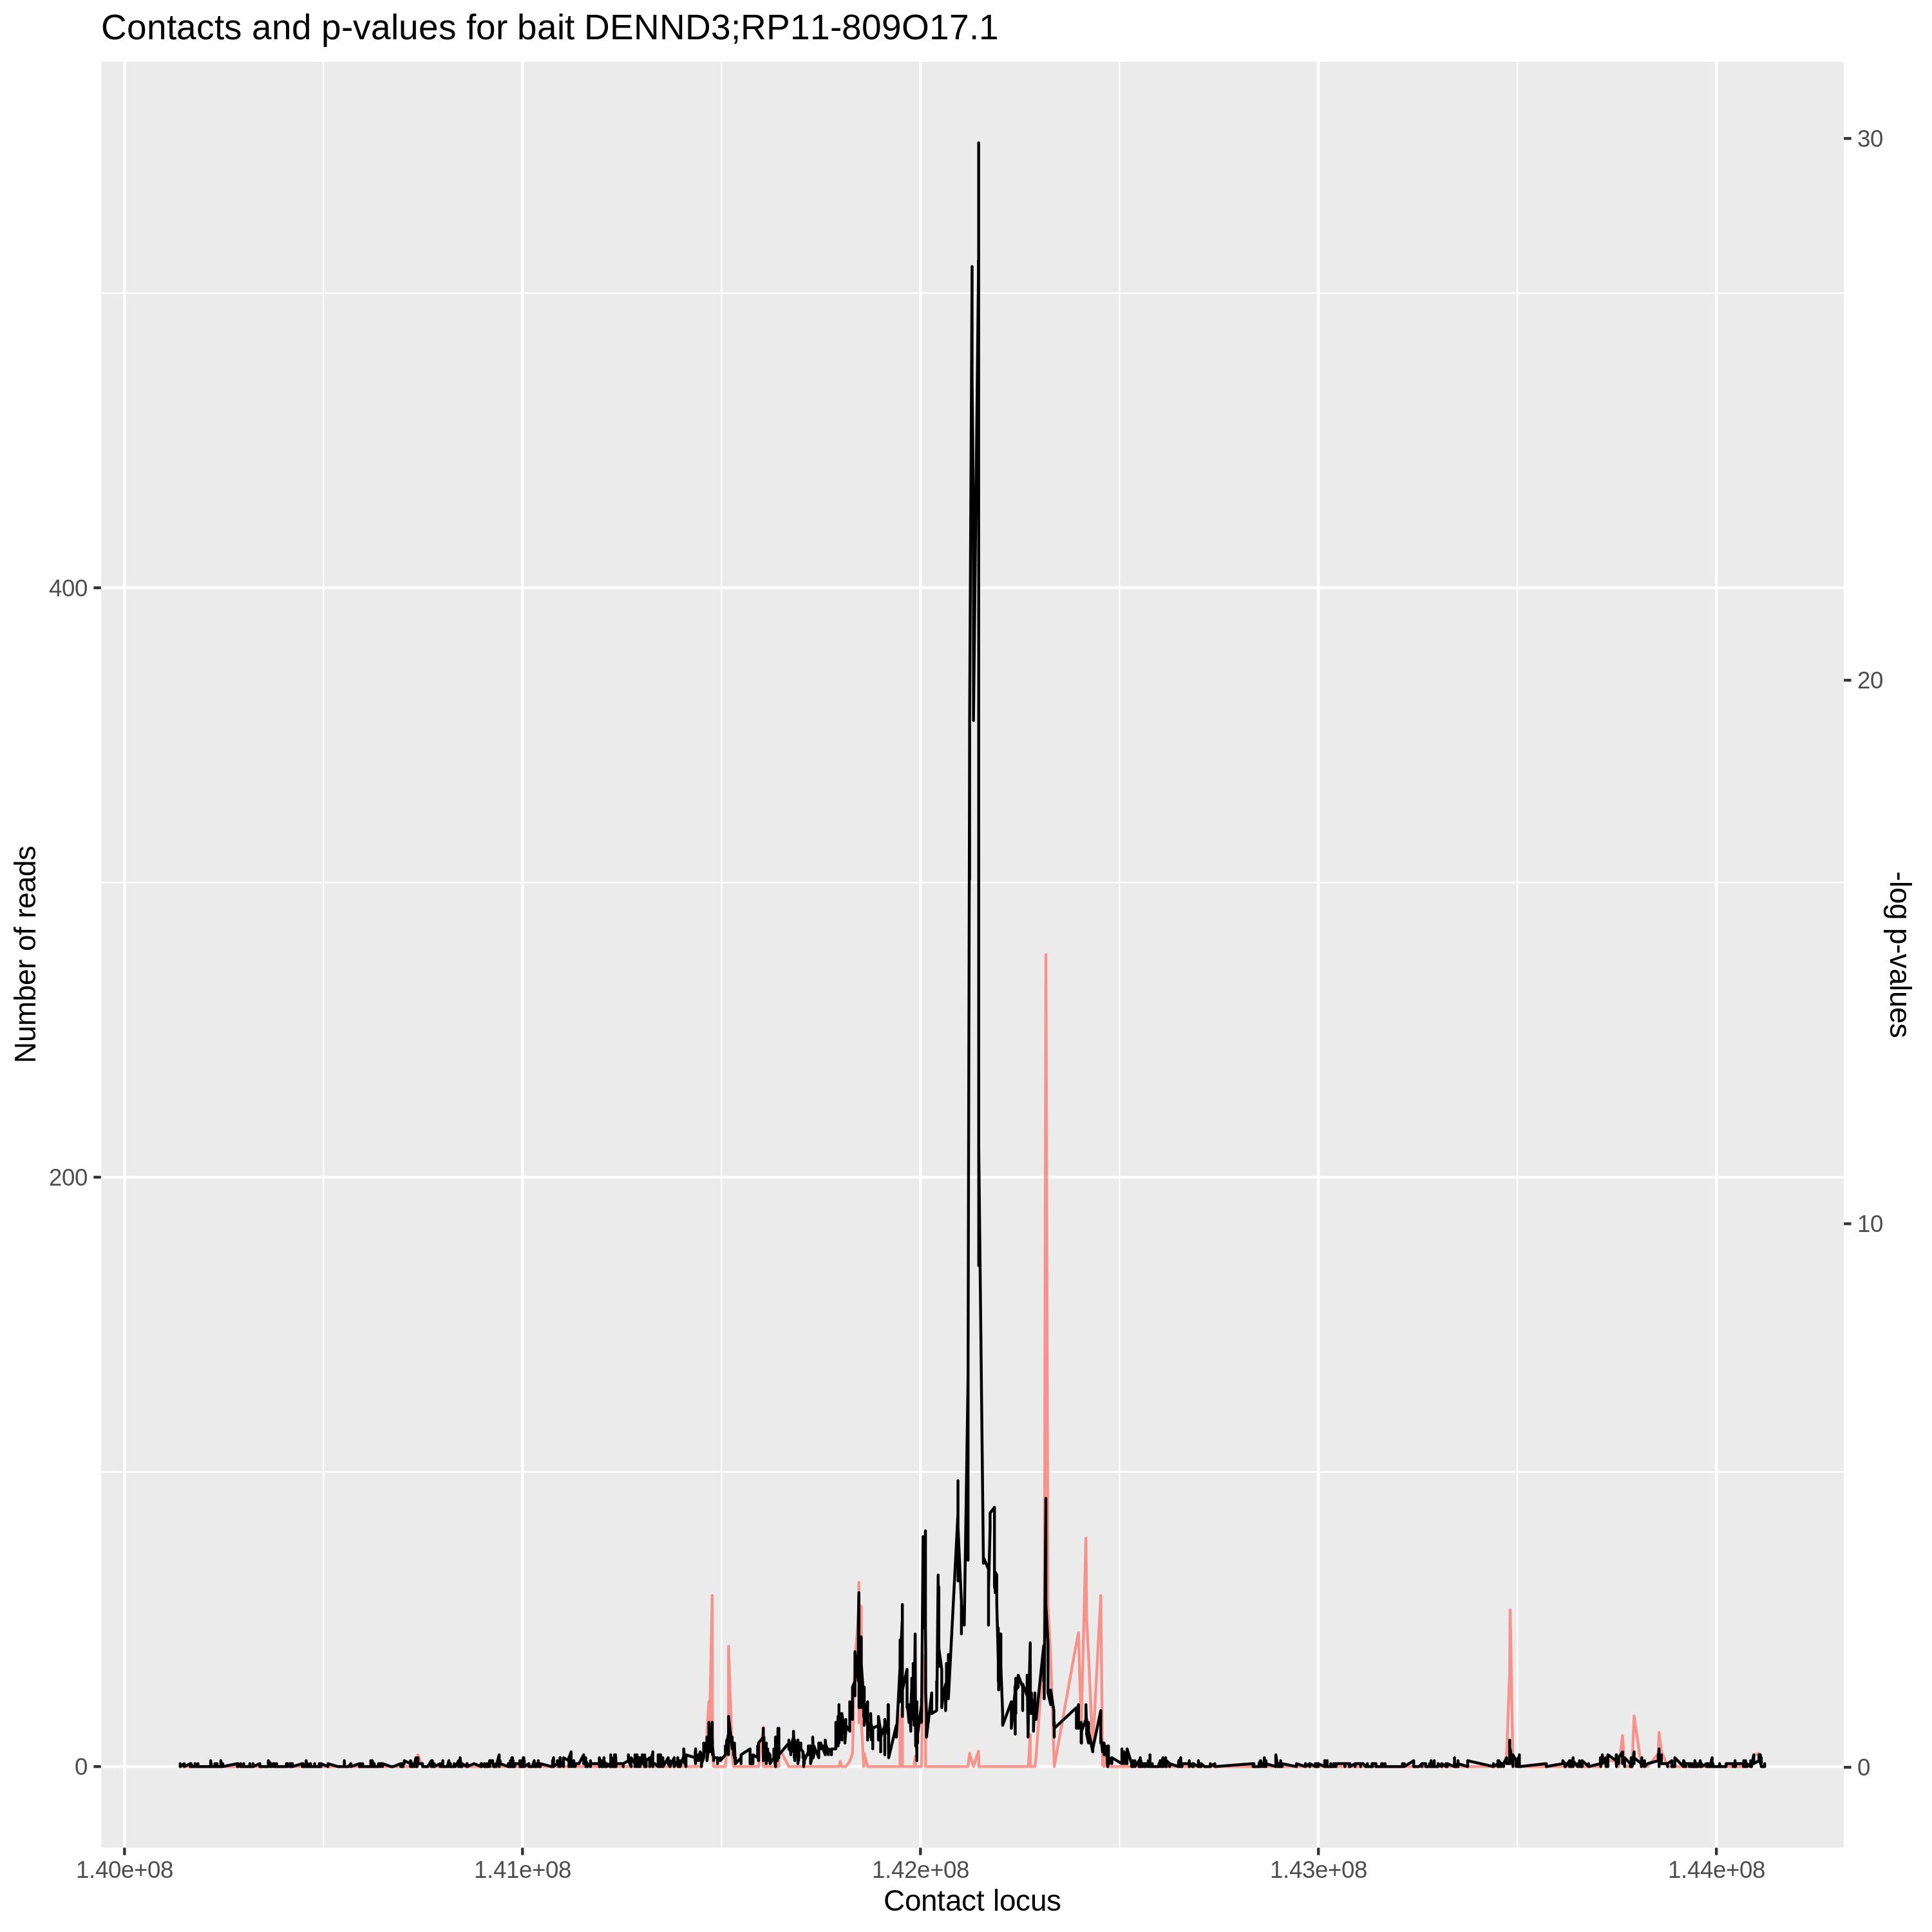 Contacts and p-values for bait DENND3;RP11-809O17.1
30
400
20
Number of reads
-log p-values
200
10
0
0
1.40e+08
1.41e+08
1.42e+08
1.43e+08
1.44e+08
Contact locus